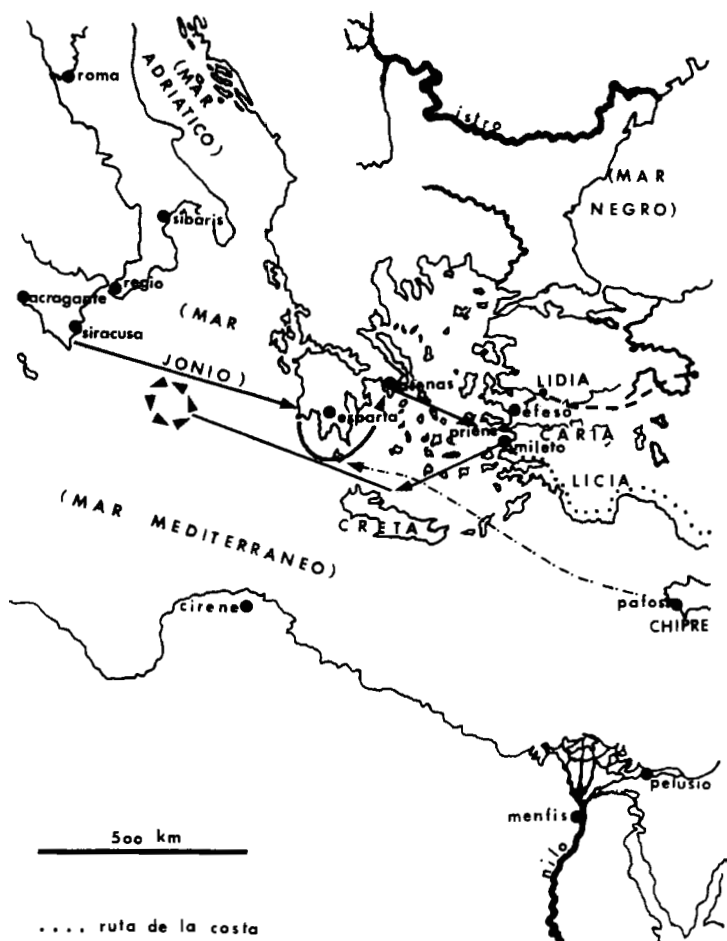 roma
(MAR
ADRIATICO)
istro
(MAR
NEGRO)
síbaris
regio
acragante
siracusa
(MAR
JONIO)
atenas
LIDIA
efeso
esparta
priene
CARIA
mileto
LICIA
CRETA
(MAR MEDITERRANEO)
cirene
pafos
CHIPRE
pelusio
menfis
nilo
500 km
.... ruta de la costa